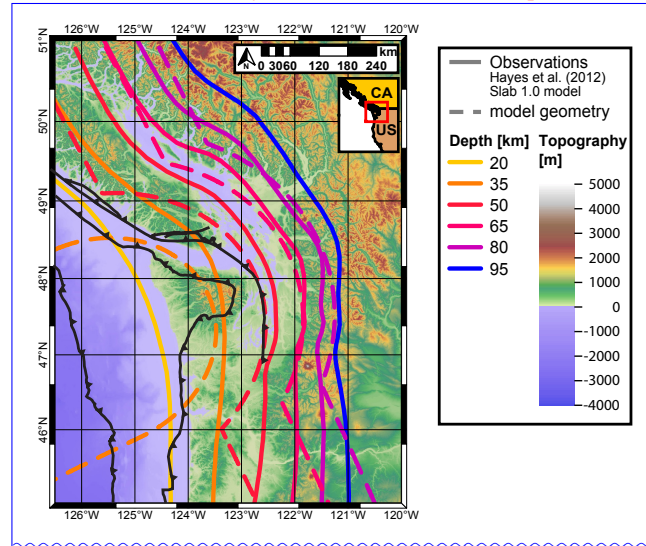 126°W 125°W 124°W 123°W 122°W 121°W 120°W
51°N
50°N
49°N
48°N
47°N
46°N
126°W 125°W 124°W 123°W 122°W 121°W 120°W
N
km
0 30 60 120 180 240
CA
US
Observations
Hayes et al. (2012)
Slab 1.0 model
model geometry
Depth [km]
20
35
50
65
80
95
Topography
[m]
5000
4000
3000
2000
1000
0
-1000
-2000
-3000
-4000